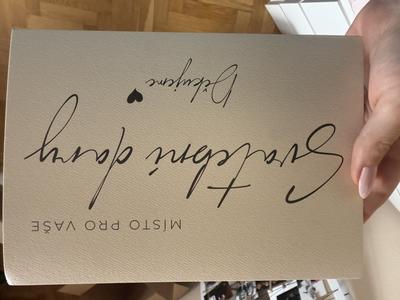 MÍSTO PRO VAŠE
Svatební dary
Děkujeme